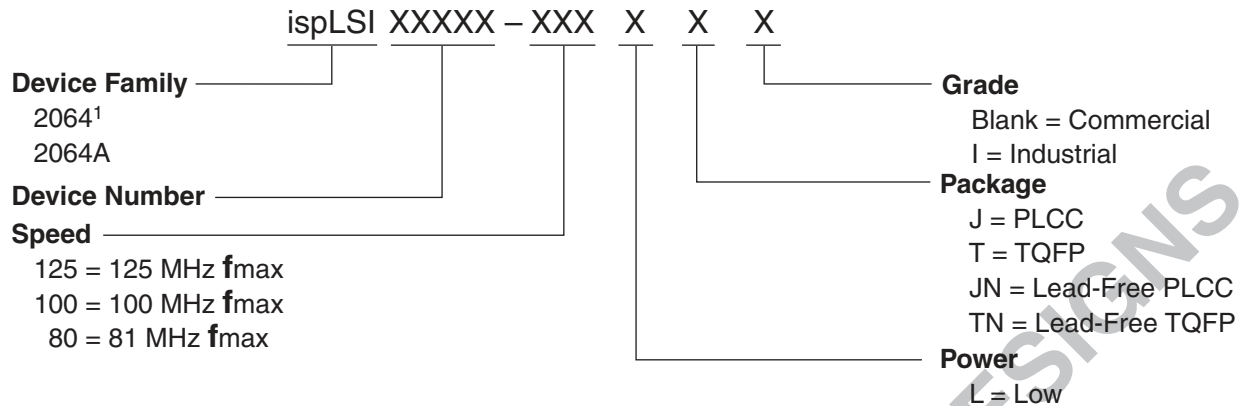 ispLSI XXXXX – XXX X X X
Device Family
2064¹
2064A
Device Number
Speed
125 = 125 MHz fmax
100 = 100 MHz fmax
80 = 81 MHz fmax
Grade
Blank = Commercial
I = Industrial
Package
J = PLCC
T = TQFP
JN = Lead-Free PLCC
TN = Lead-Free TQFP
Power
L = Low